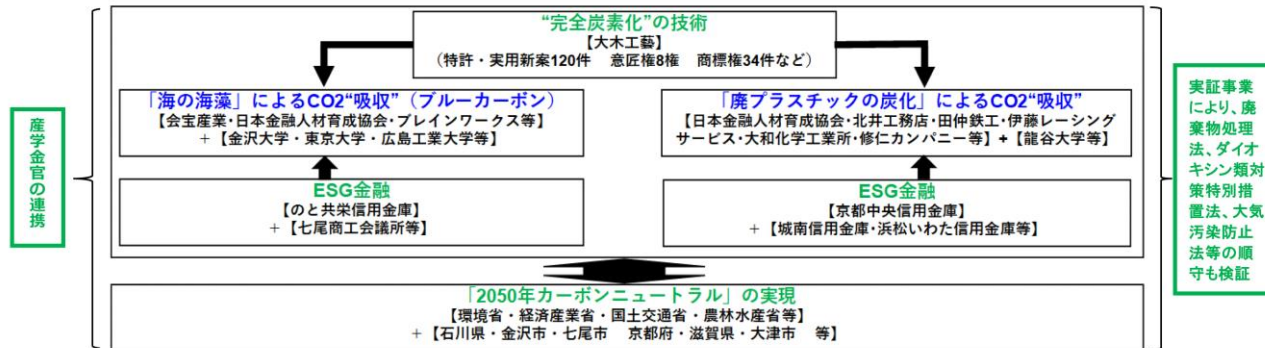 “完全炭素化”の技術
【大木工藝】
（特許・実用新案120件　意匠権8権　商標権34件など）
「海の海藻」によるCO2“吸収”（ブルーカーボン）
【会宝産業・日本金融人材育成協会・ブレインワークス等】
＋【金沢大学・東京大学・広島工業大学等】
「廃プラスチックの炭化」によるCO2“吸収”
【日本金融人材育成協会・北井工務店・田仲鉄工・伊藤レーシング
サービス・大和化学工業所・修仁カンパニー等】+【龍谷大学等】
ESG金融
【のと共栄信用金庫】
＋【七尾商工会議所等】
ESG金融
【京都中央信用金庫】
＋【城南信用金庫・浜松いわた信用金庫等】
「2050年カーボンニュートラル」の実現
【環境省・経済産業省・国土交通省・農林水産省等】
＋【石川県・金沢市・七尾市　京都府・滋賀県・大津市　等】
産学金官の連携
実証事業
により、廃
棄物処理
法、ダイオ
キシン類対
策特別措
置法、大気
汚染防止
法等の順
守も検証